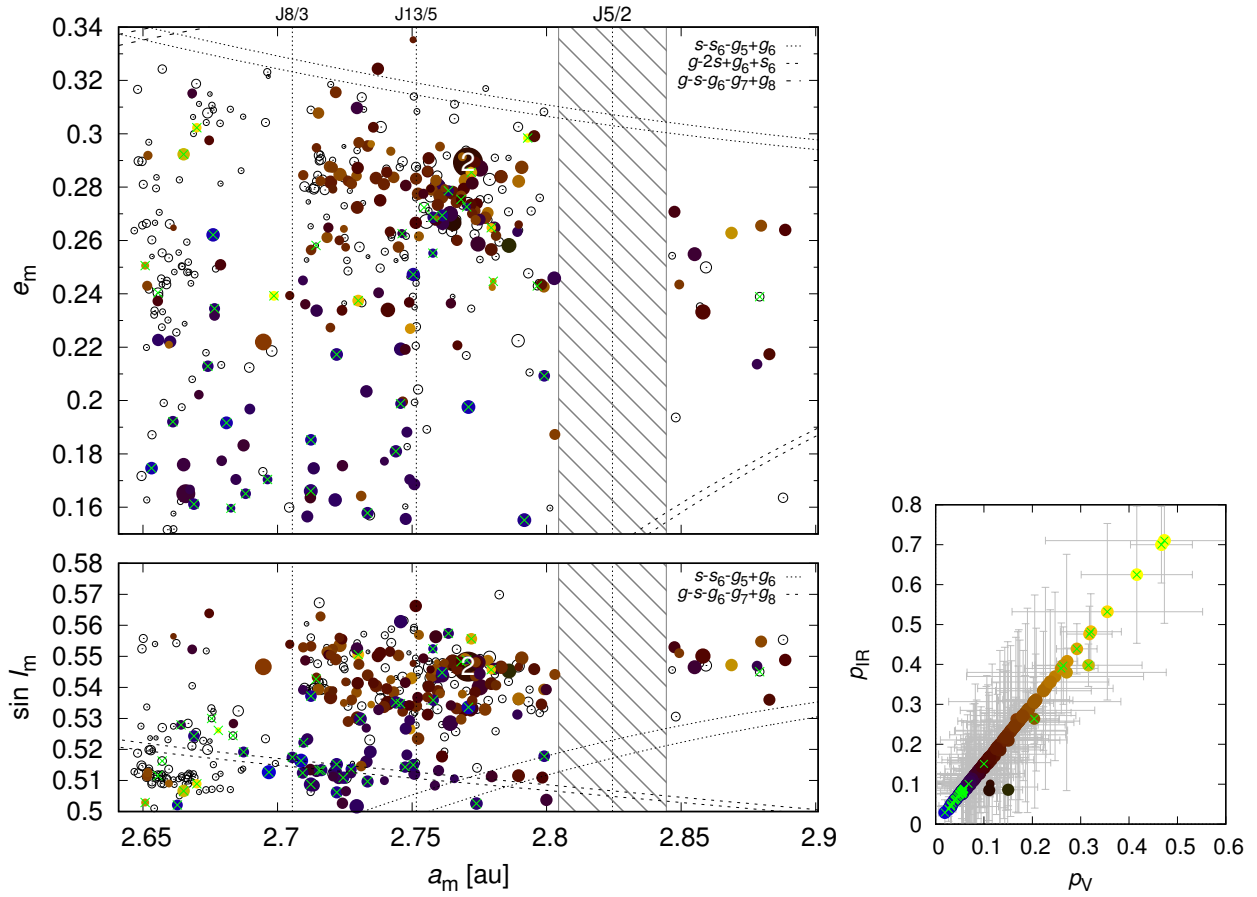 J8/3 J13/5 J5/2
0.34
0.32
0.3
0.28
0.26
0.24
0.22
0.2
0.18
0.16
eₘ
s-s₆-g₅+g₆
g-2s+g₆+s₆
g-s-g₆-g₇+g₈
2
0.58
0.57
0.56
0.55
0.54
0.53
0.52
0.51
0.5
sin Iₘ
s-s₆-g₅+g₆
g-s-g₆-g₇+g₈
2
2.65 2.7 2.75 2.8 2.85 2.9
aₘ [au]
0.8
0.7
0.6
0.5
0.4
0.3
0.2
0.1
0
p_IR
0 0.1 0.2 0.3 0.4 0.5 0.6
p_V